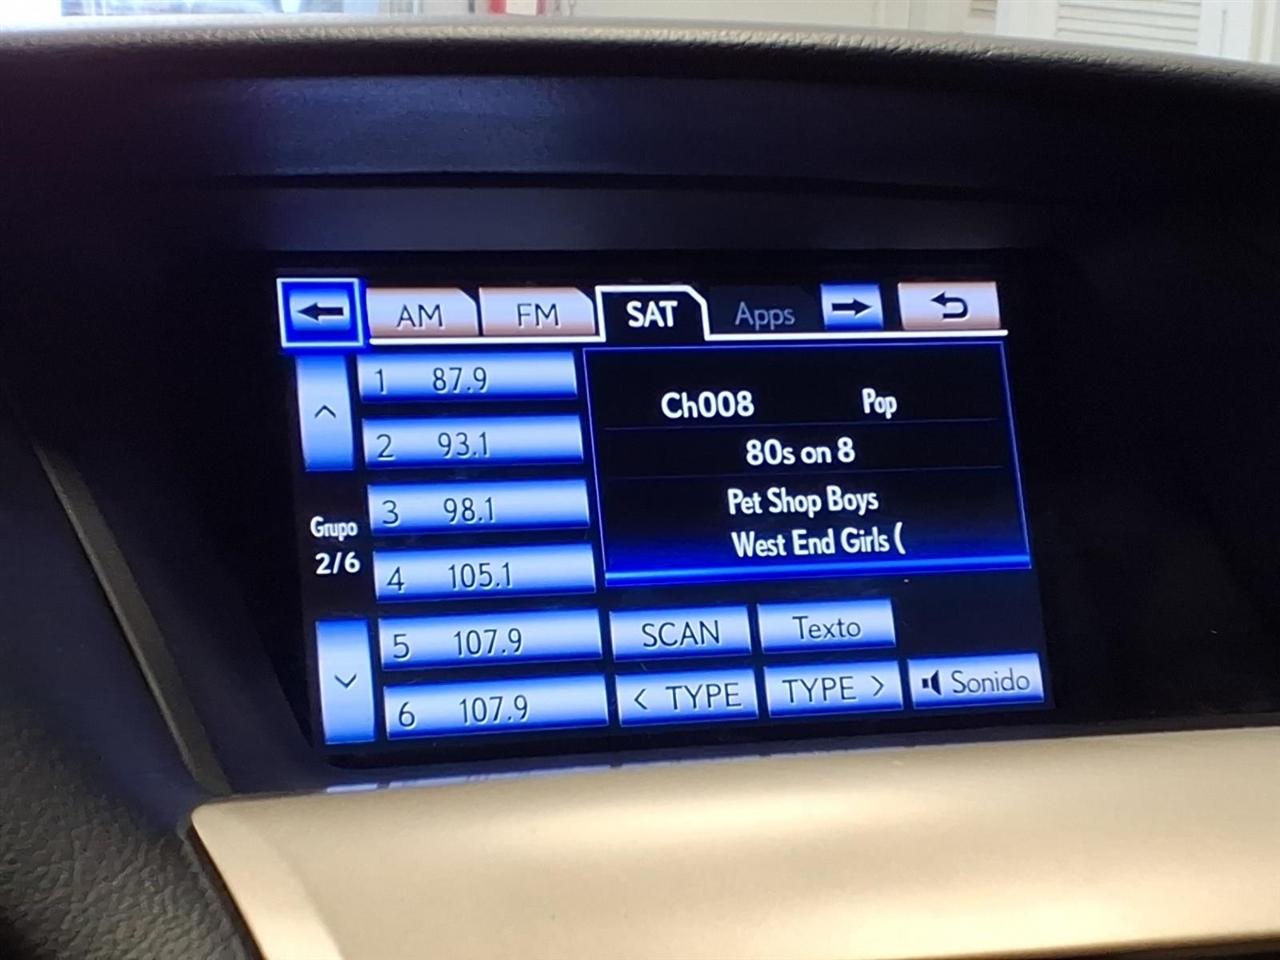 AM FM SAT Apps
1 87.9
2 93.1
3 98.1
4 105.1
5 107.9
6 107.9
Grupo
2/6
Ch008 Pop
80s on 8
Pet Shop Boys
West End Girls (
SCAN Texto
< TYPE TYPE > Sonido